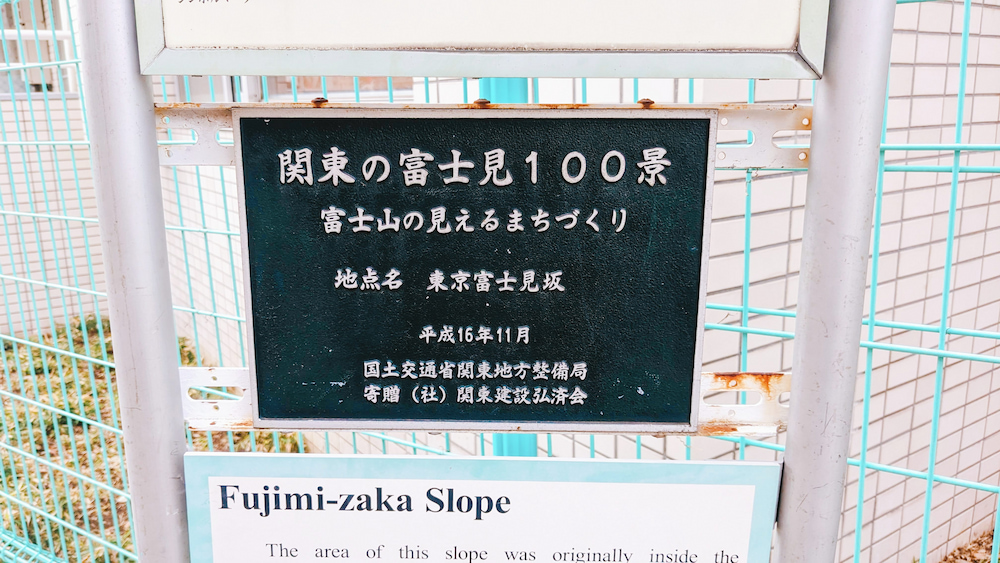 関東の富士見１００景
富士山の見えるまちづくり
地点名　東京富士見坂
平成16年11月
国土交通省関東地方整備局
寄贈（社）関東建設弘済会
Fujimi-zaka Slope
The area of this slope was originally inside the